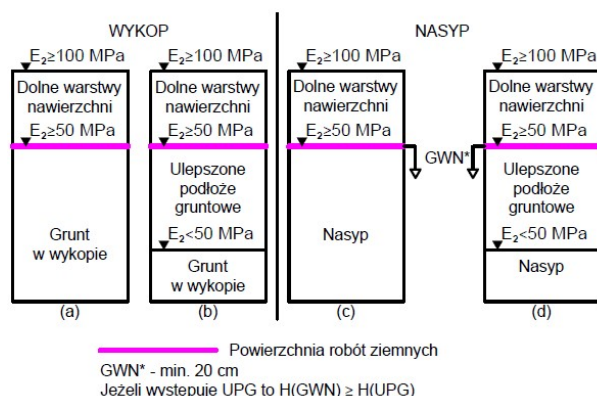 WYKOP
NASYP
E2≥100 MPa
E2≥100 MPa
E2≥100 MPa
E2≥100 MPa
Dolne warstwy
nawierzchni
Dolne warstwy
nawierzchni
Dolne warstwy
nawierzchni
Dolne warstwy
nawierzchni
E2≥50 MPa
E2≥50 MPa
E2≥50 MPa
E2≥50 MPa
GWN*
Grunt
w wykopie
Ulepszone
podłoże
gruntowe
Nasyp
Ulepszone
podłoże
gruntowe
E2<50 MPa
E2<50 MPa
Grunt
w wykopie
Nasyp
(a)
(b)
(c)
(d)
Powierzchnia robót ziemnych
GWN* - min. 20 cm
Jeżeli występuje UPG to H(GWN) ≥ H(UPG)